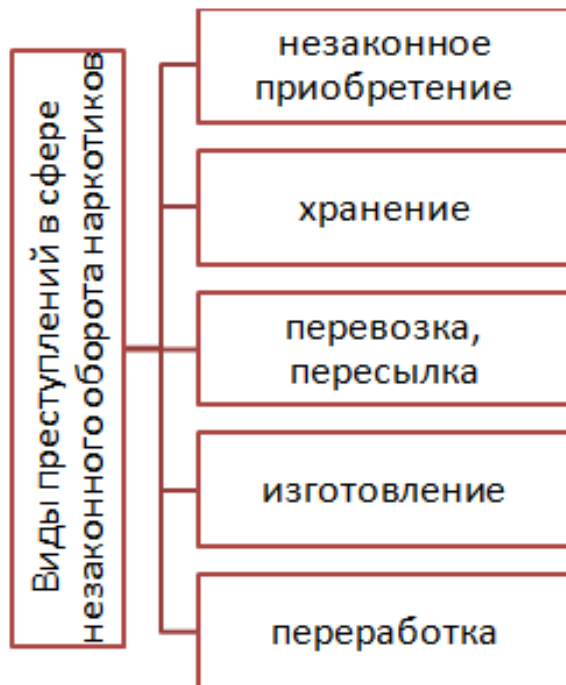 Виды преступлений в сфере
незаконного оборота наркотиков
незаконное
приобретение
хранение
перевозка,
пересылка
изготовление
переработка